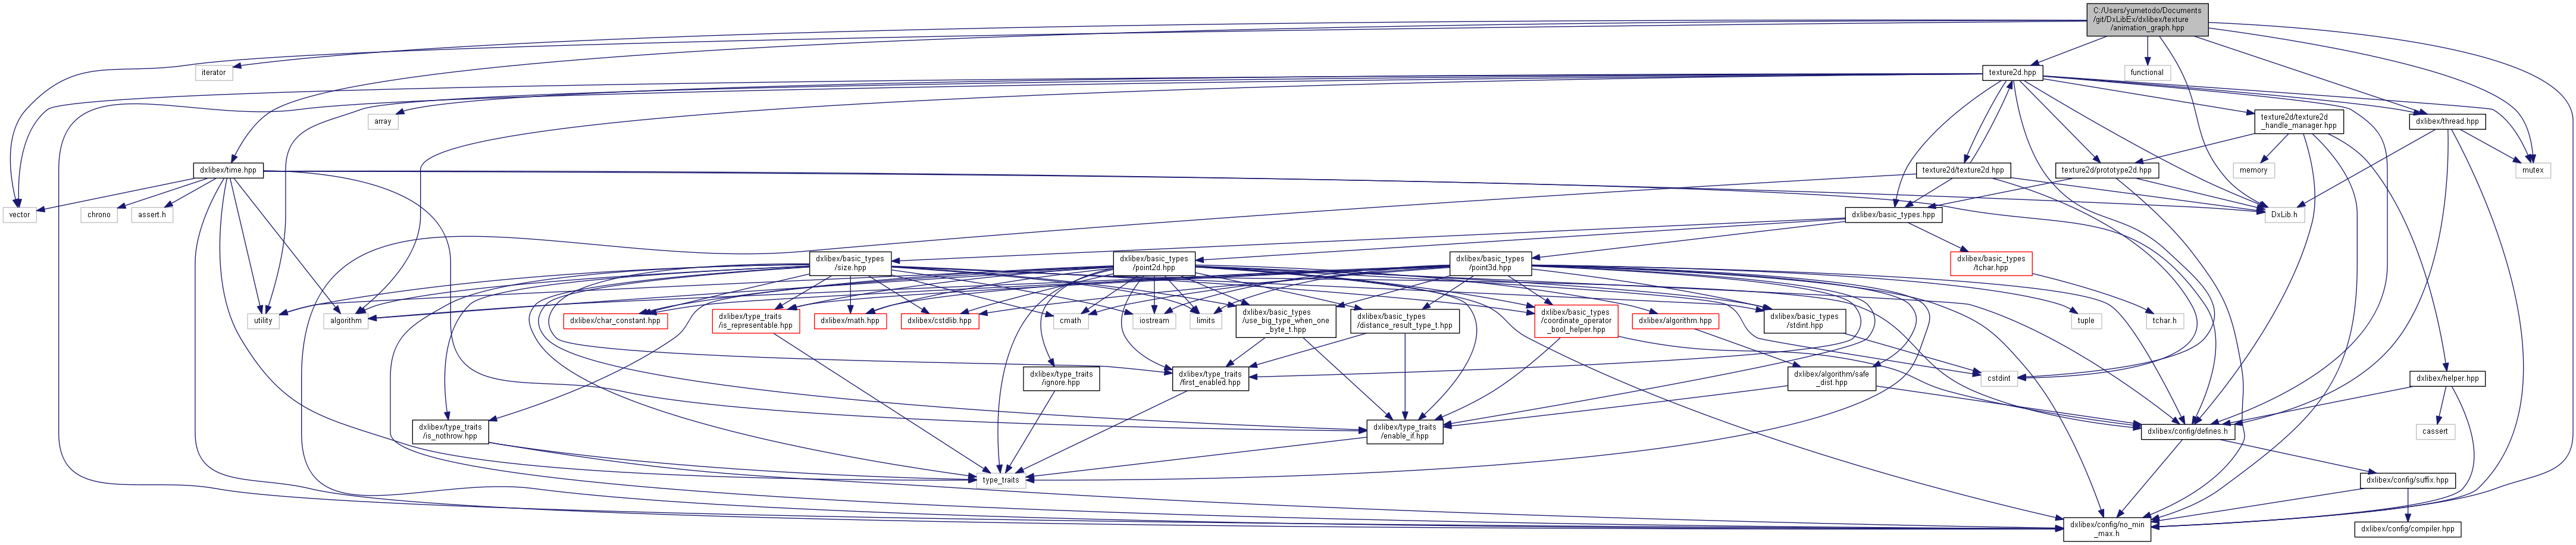 C:/Users/yumetodo/Documents
/git/DxLibEx/dxlibex/texture
/animation_graph.hpp
iterator
texture2d.hpp
functional
array
texture2d/texture2d
_handle_manager.hpp
dxlibex/thread.hpp
dxlibex/time.hpp
texture2d/texture2d.hpp
texture2d/prototype2d.hpp
memory
mutex
vector
chrono
assert.h
dxlibex/basic_types.hpp
DxLib.h
dxlibex/basic_types
/size.hpp
dxlibex/basic_types
/point2d.hpp
dxlibex/basic_types
/point3d.hpp
dxlibex/basic_types
/tchar.hpp
utility
algorithm
dxlibex/char_constant.hpp
dxlibex/type_traits
/is_representable.hpp
dxlibex/math.hpp
dxlibex/cstdlib.hpp
cmath
iostream
limits
dxlibex/basic_types
/use_big_type_when_one
_byte_t.hpp
dxlibex/basic_types
/distance_result_type_t.hpp
dxlibex/basic_types
/coordinate_operator
_bool_helper.hpp
dxlibex/algorithm.hpp
dxlibex/basic_types
/stdint.hpp
tuple
tchar.h
dxlibex/type_traits
/ignore.hpp
dxlibex/type_traits
/first_enabled.hpp
dxlibex/algorithm/safe
_dist.hpp
cstdint
dxlibex/helper.hpp
dxlibex/type_traits
/is_nothrow.hpp
dxlibex/type_traits
/enable_if.hpp
dxlibex/config/defines.h
cassert
type_traits
dxlibex/config/suffix.hpp
dxlibex/config/no_min
_max.h
dxlibex/config/compiler.hpp